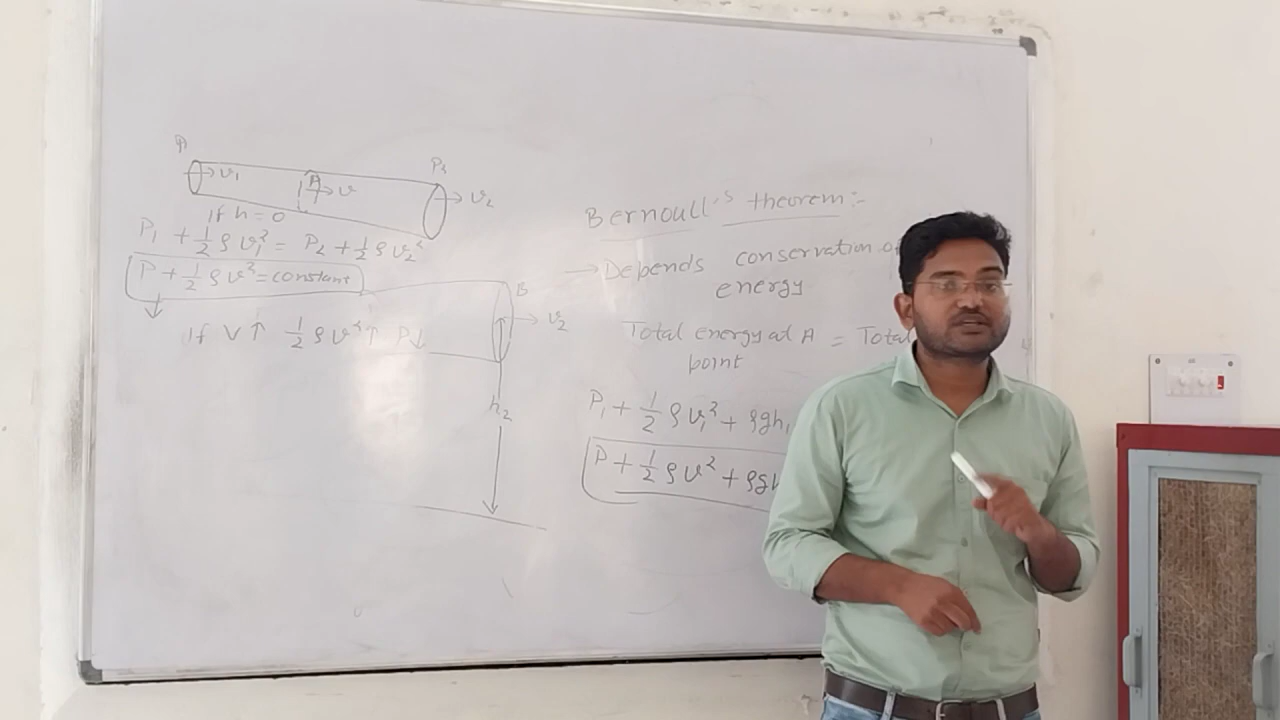 P₁ P₂
→v₁ A →v →v₂
If h = 0
P₁ + ½ ρ v₁² = P₂ + ½ ρ v₂²
P + ½ ρ v² = constant
If V↑ ½ ρ v²↑ P↓
B
→v₂
h₂
Bernoull's theorem:-
→ Depends conservation of
energy
Total energy at A = Total
point
P₁ + ½ ρ v₁² + ρgh₁
P + ½ ρ v² + ρgh